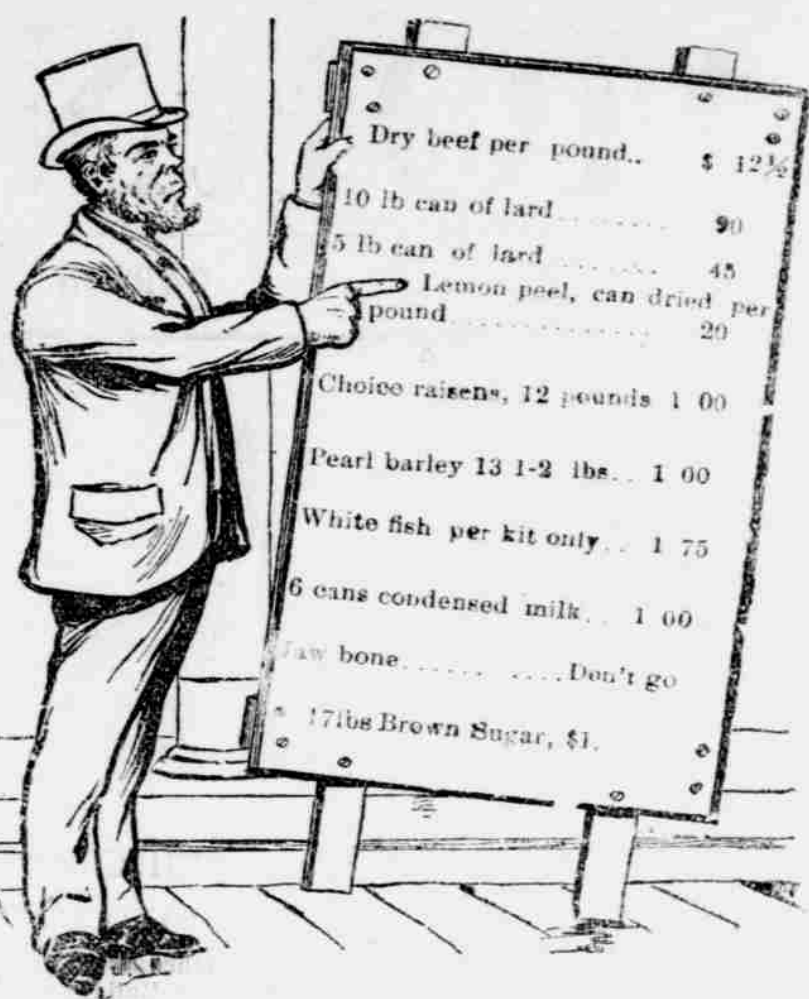 Dry beef per pound.. $ 12½
10 lb can of lard........ 90
5 lb can of lard........ 45
Lemon peel, can dried per
pound.............. 20
Choice raisens, 12 pounds 1 00
Pearl barley 13 1-2 lbs.. 1 00
White fish per kit only.. 1 75
6 cans condensed milk.. 1 00
Jaw bone...... ....Don't go
17lbs Brown Sugar, $1.